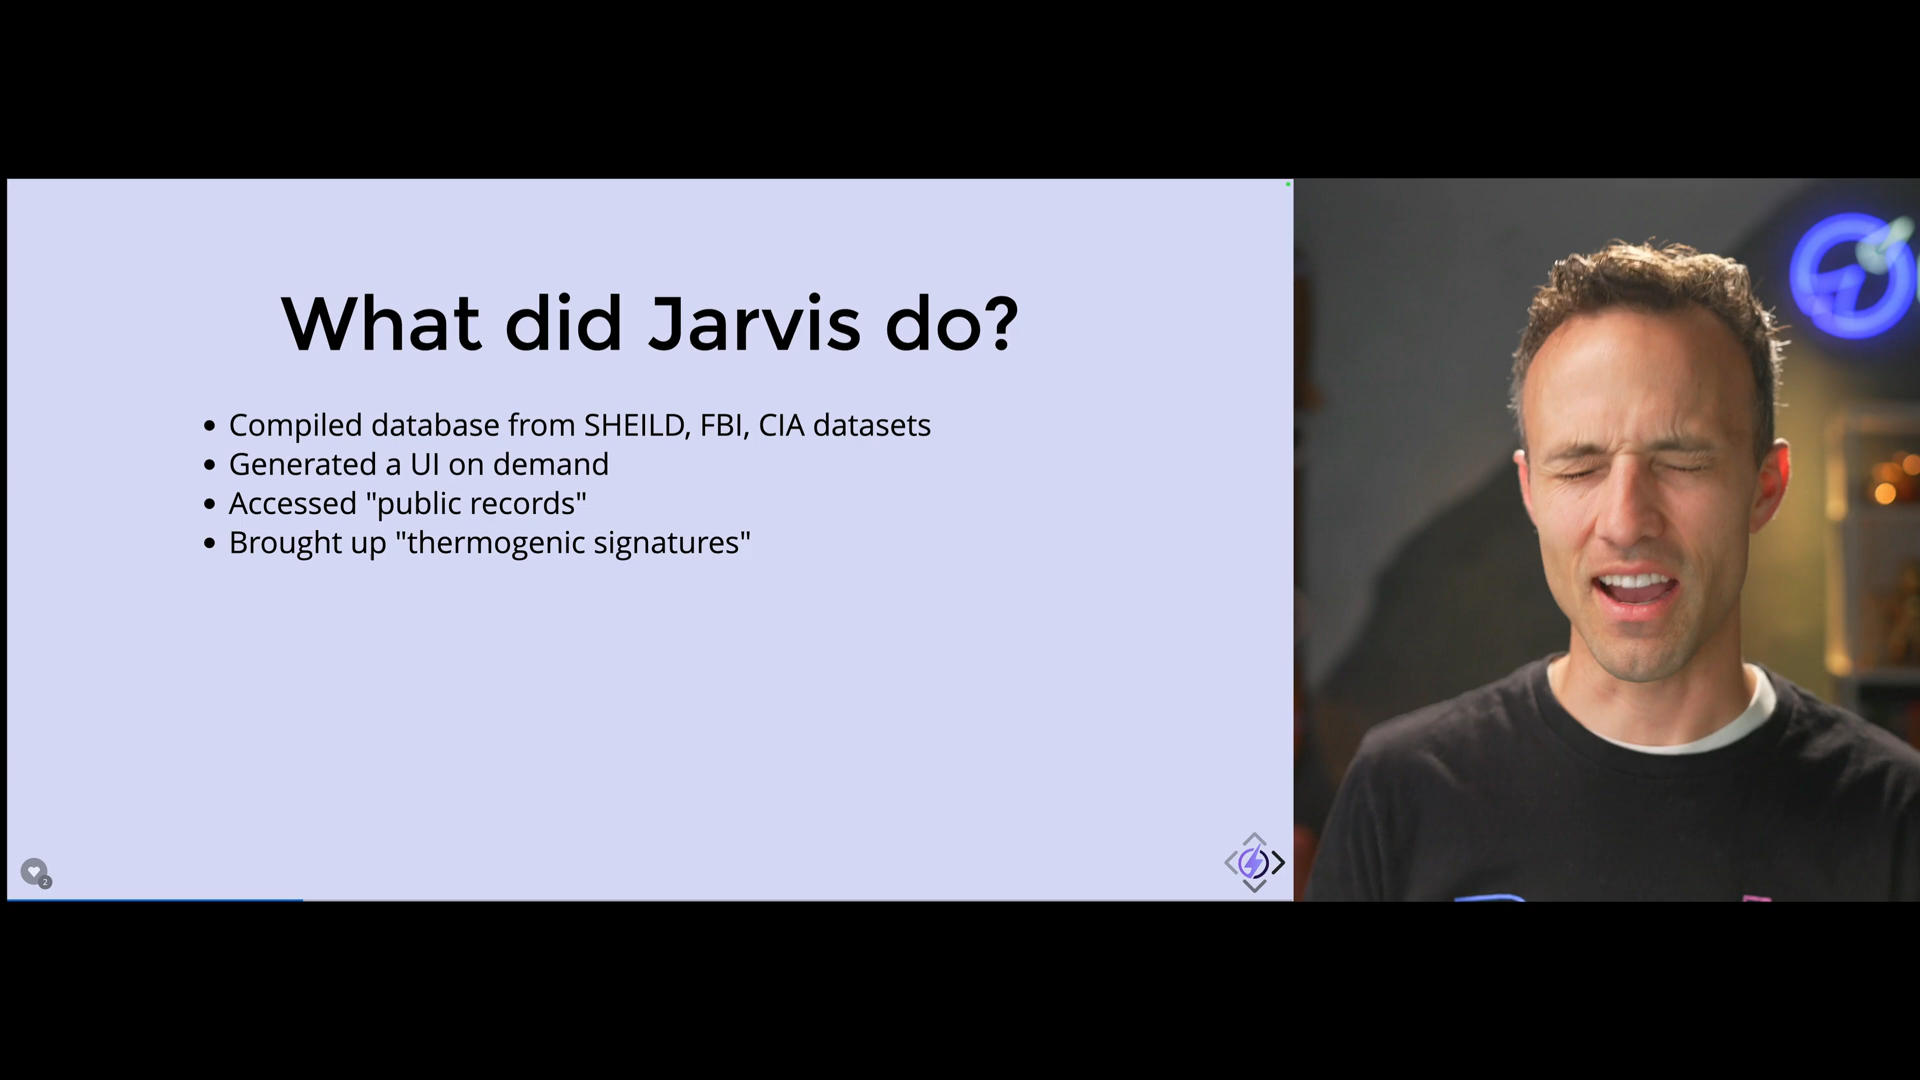 What did Jarvis do?
• Compiled database from SHEILD, FBI, CIA datasets
• Generated a UI on demand
• Accessed "public records"
• Brought up "thermogenic signatures"
2